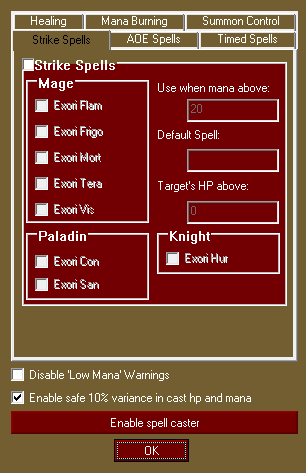 Healing Mana Burning Summon Control
Strike Spells AOE Spells Timed Spells
Strike Spells
Mage
Exori Flam
Exori Frigo
Exori Mort
Exori Tera
Exori Vis
Use when mana above:
20
Default Spell:
Target's HP above:
0
Paladin
Exori Con
Exori San
Knight
Exori Hur
Disable 'Low Mana' Warnings
Enable safe 10% variance in cast hp and mana
Enable spell caster
OK